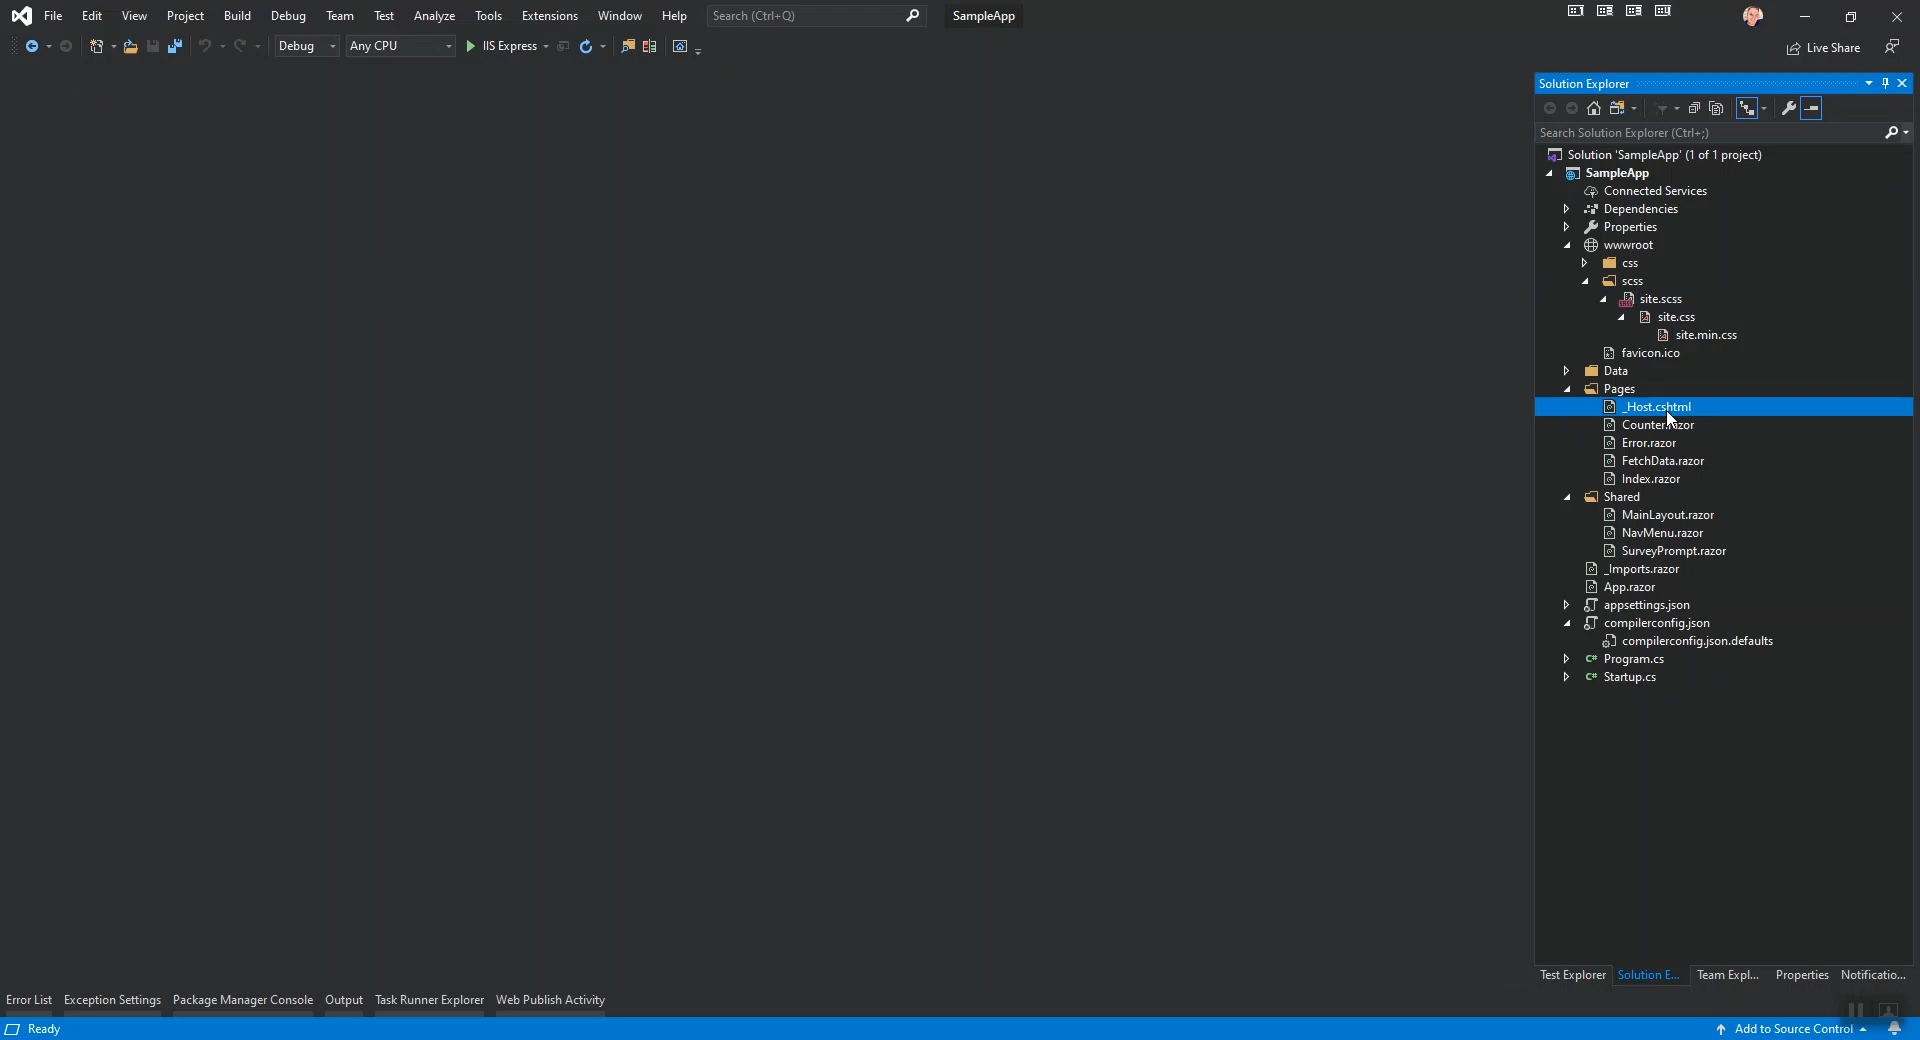 File Edit View Project Build Debug Team Test Analyze Tools Extensions Window Help Search (Ctrl+Q) SampleApp
Debug Any CPU IIS Express Live Share
Solution Explorer
Search Solution Explorer (Ctrl+;)
Solution 'SampleApp' (1 of 1 project)
SampleApp
Connected Services
Dependencies
Properties
wwwroot
css
scss
site.scss
site.css
site.min.css
favicon.ico
Data
Pages
_Host.cshtml
Counter.razor
Error.razor
FetchData.razor
Index.razor
Shared
MainLayout.razor
NavMenu.razor
SurveyPrompt.razor
_Imports.razor
App.razor
appsettings.json
compilerconfig.json
compilerconfig.json.defaults
C# Program.cs
C# Startup.cs
Test Explorer Solution E... Team Expl... Properties Notificatio...
Error List Exception Settings Package Manager Console Output Task Runner Explorer Web Publish Activity
Ready Add to Source Control